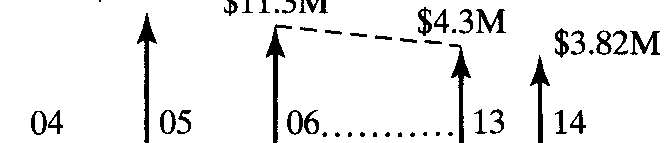 $11.5M
$4.3M
$3.82M
04 05 06........... 13 14